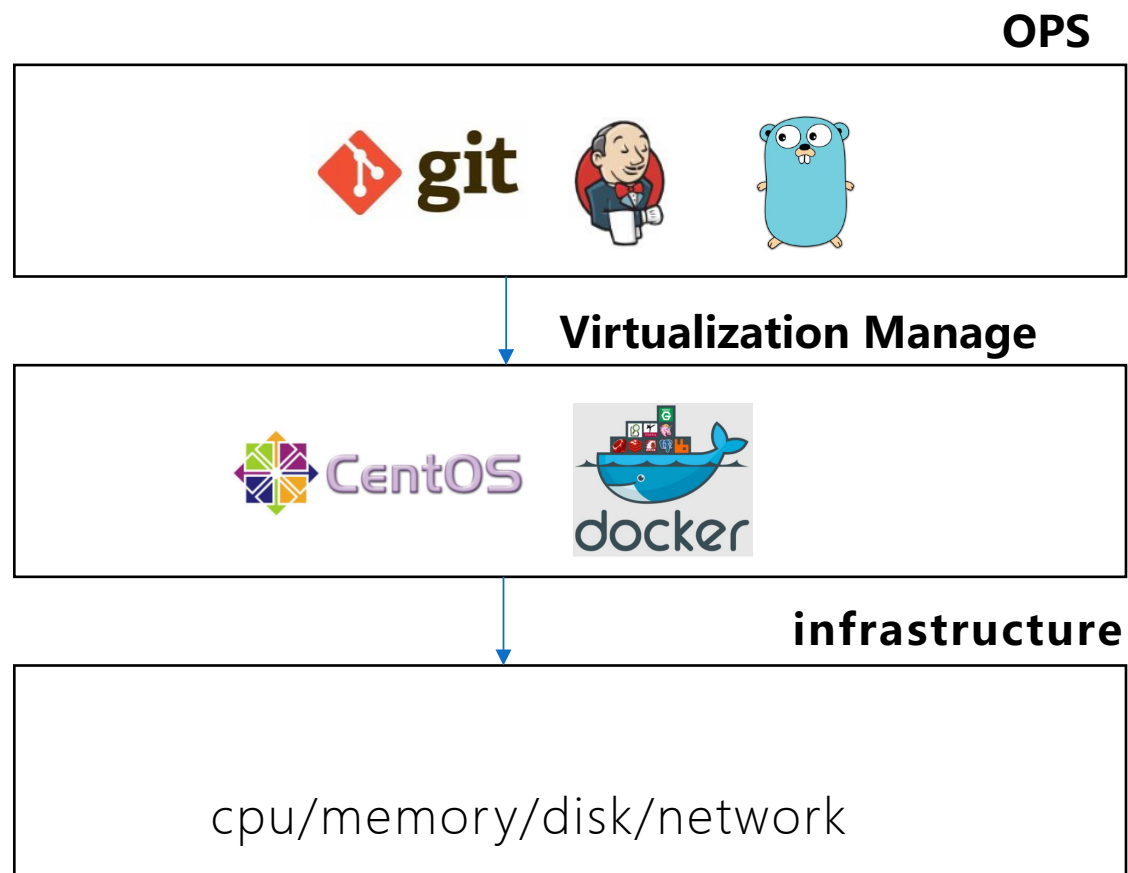 OPS
git
Virtualization Manage
CentOS
docker
infrastructure
cpu/memory/disk/network